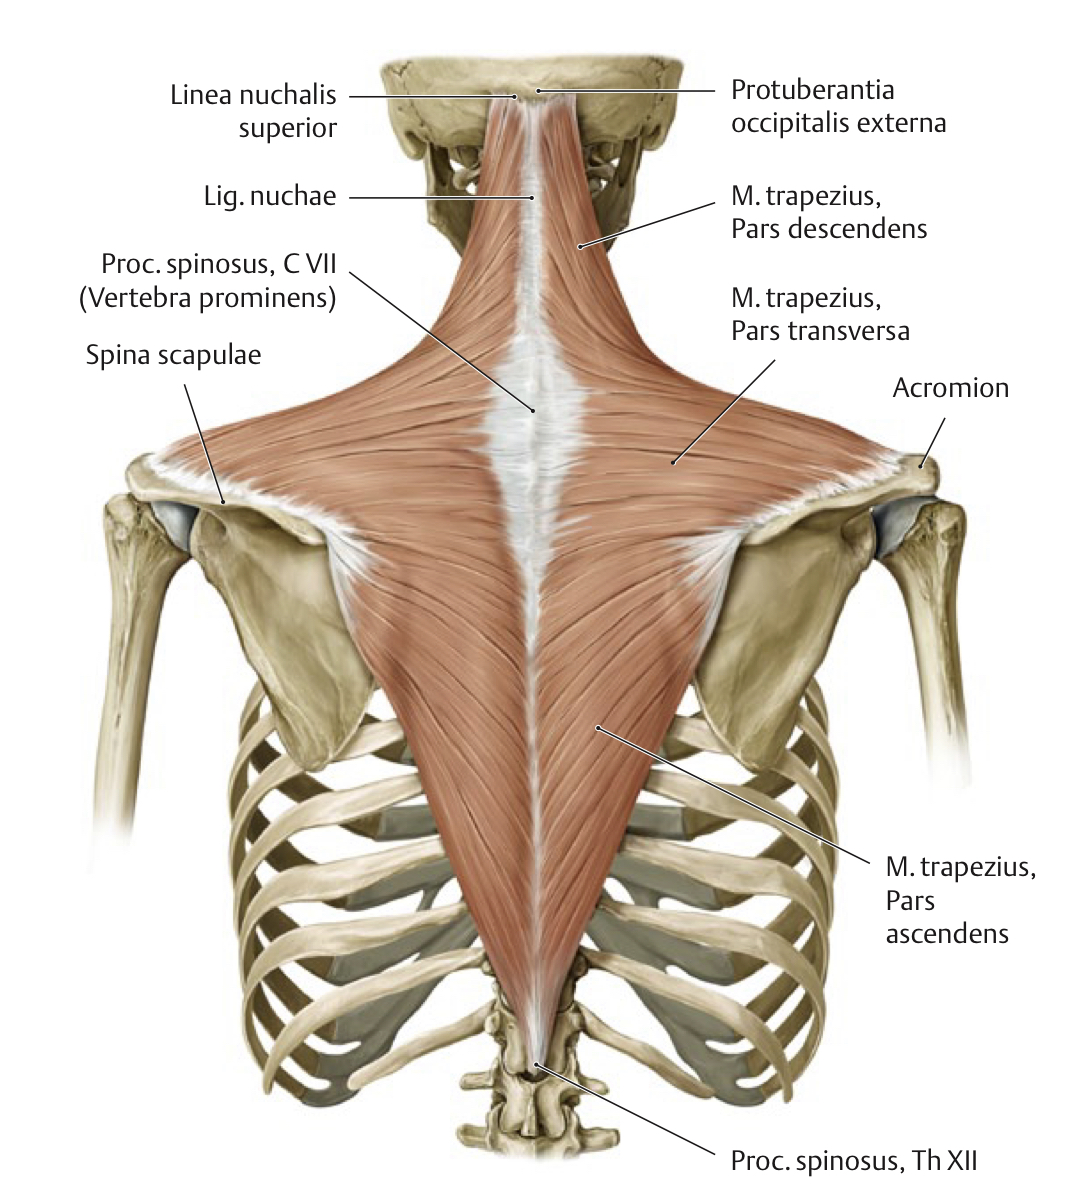 Linea nuchalis
superior
Lig. nuchae
Proc. spinosus, C VII
(Vertebra prominens)
Spina scapulae
Protuberantia
occipitalis externa
M. trapezius,
Pars descendens
M. trapezius,
Pars transversa
Acromion
M. trapezius,
Pars
ascendens
Proc. spinosus, Th XII